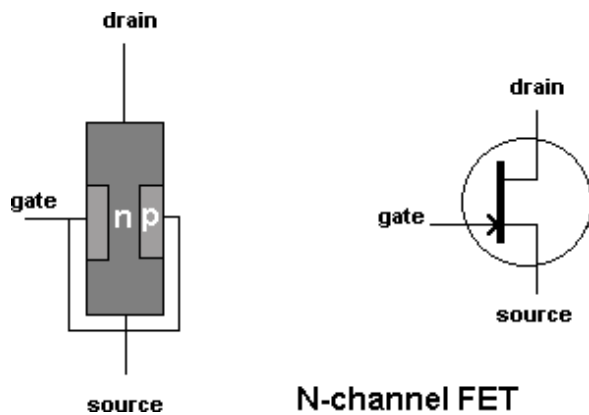 drain
gate
n p
source
drain
gate
source
N-channel FET